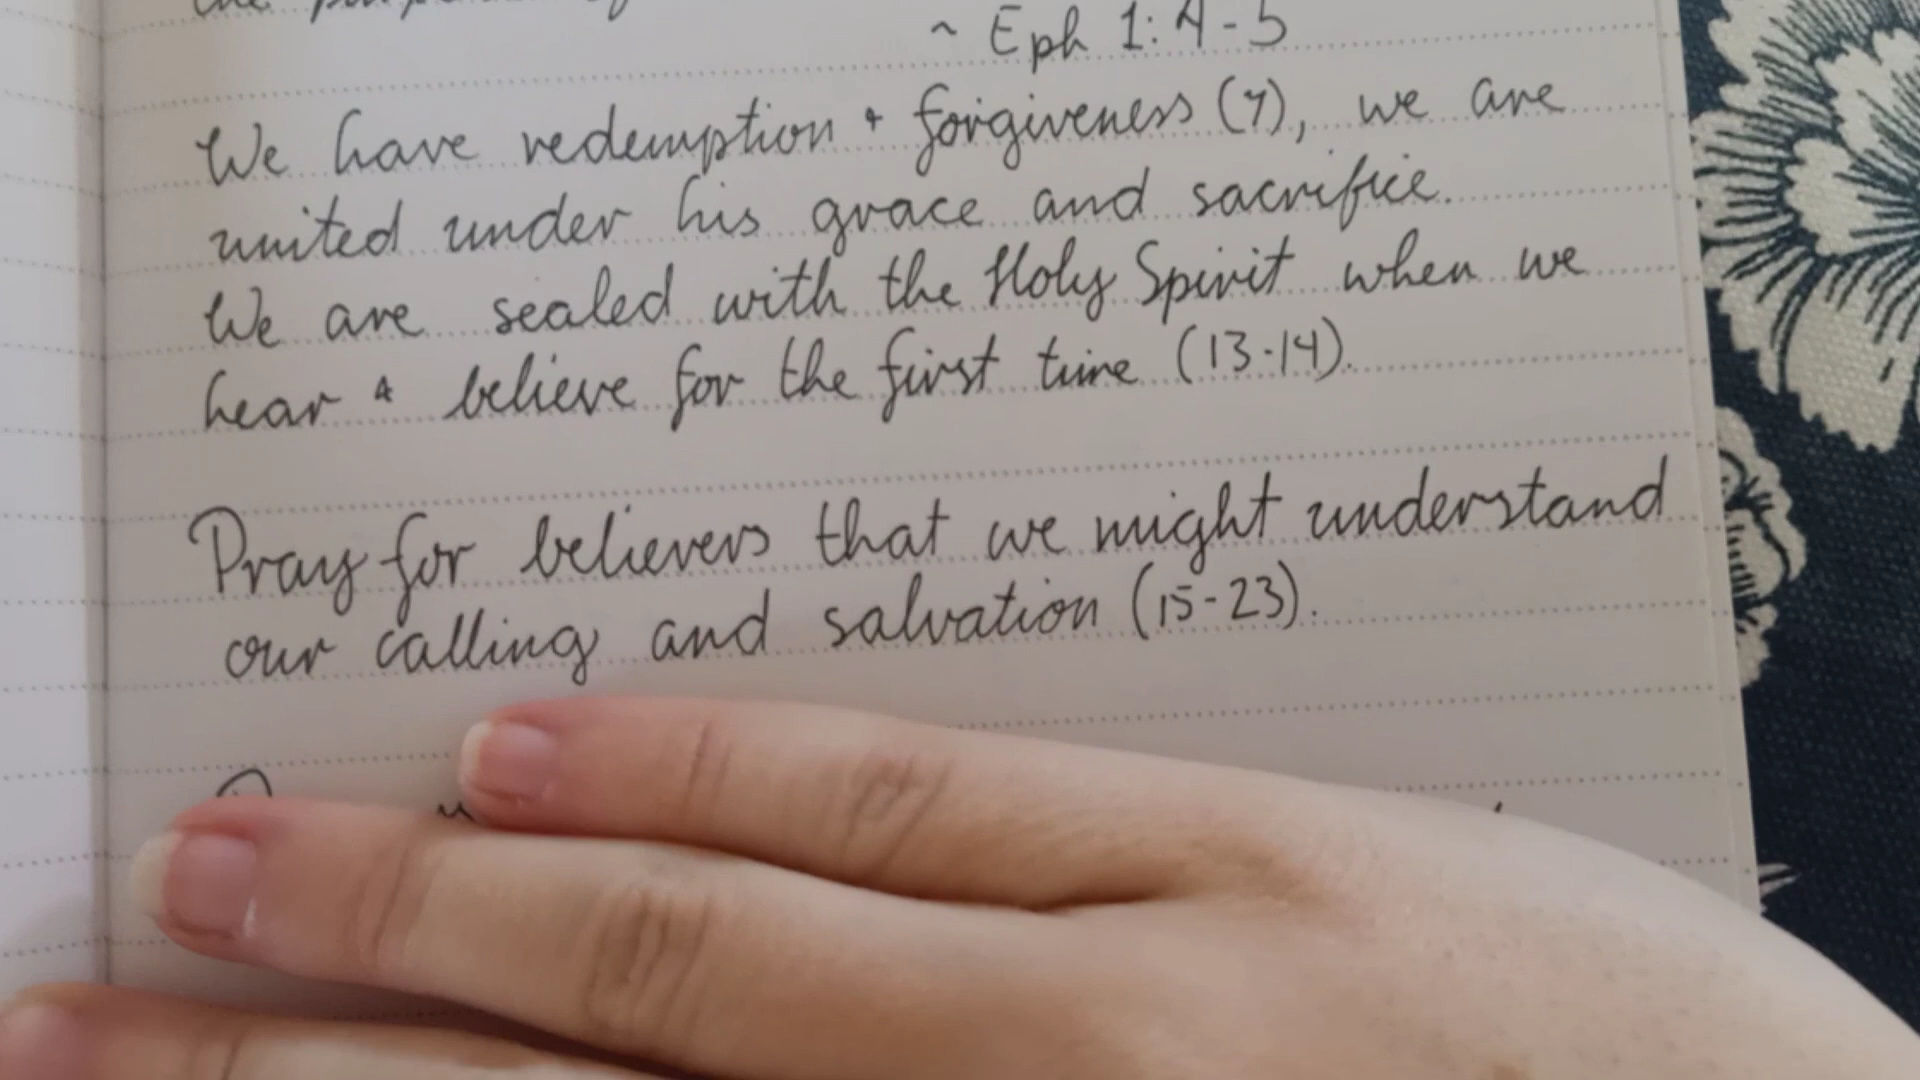 ~ Eph 1:4-5
We have redemption & forgiveness (7), we are
united under his grace and sacrifice.
We are sealed with the Holy Spirit when we
hear & believe for the first time (13-14).
Pray for believers that we might understand
our calling and salvation (15-23).